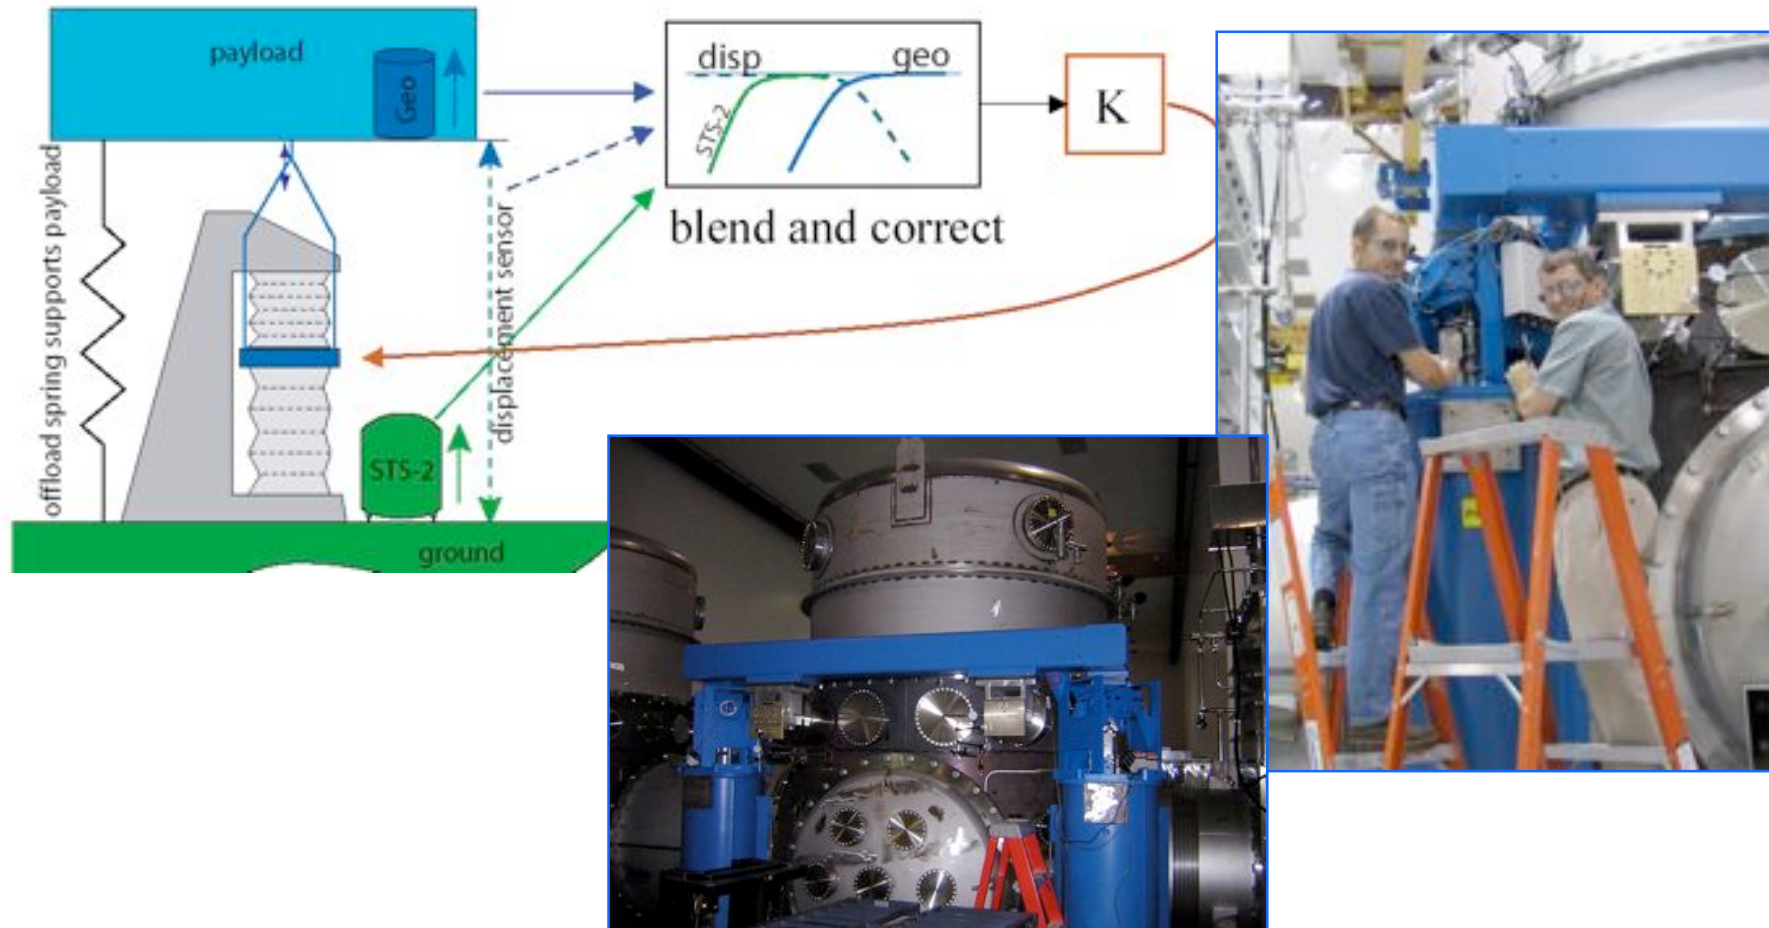 payload
Geo
offload spring supports payload
displacement sensor
STS-2
ground
disp
geo
STS-2
blend and correct
K